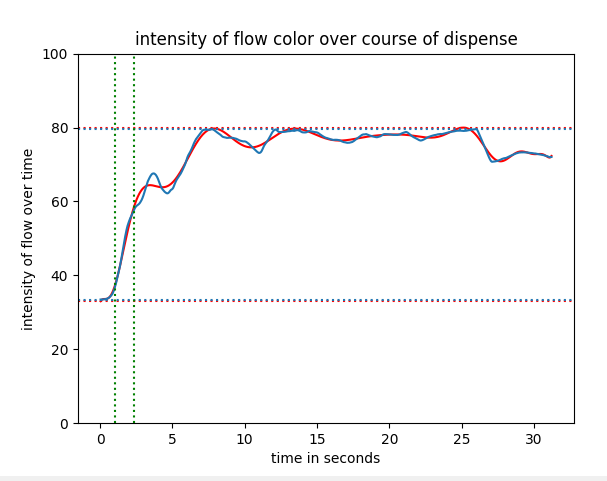 intensity of flow color over course of dispense
100
80
60
40
20
0
intensity of flow over time
0 5 10 15 20 25 30
time in seconds